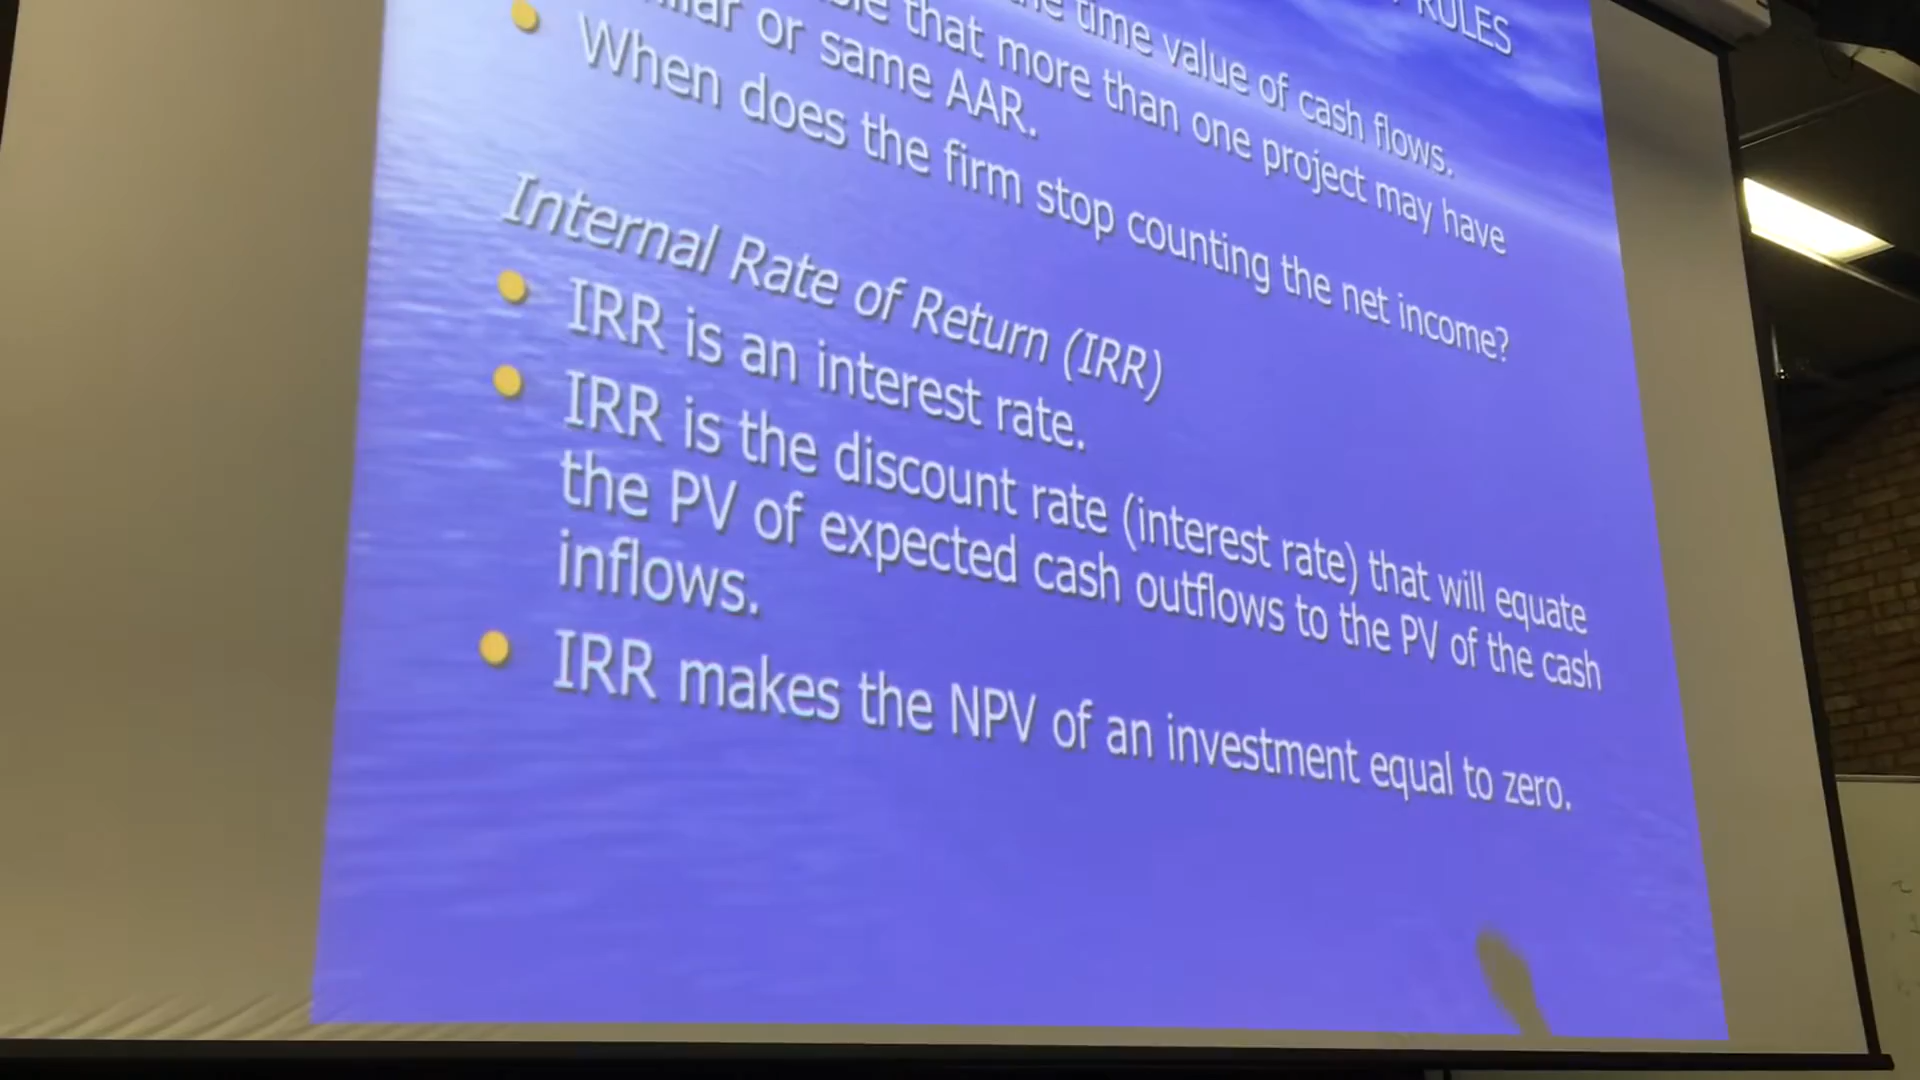 RULES
the time value of cash flows.
that more than one project may have
or same AAR.
When does the firm stop counting the net income?
Internal Rate of Return (IRR)
IRR is an interest rate.
IRR is the discount rate (interest rate) that will equate
the PV of expected cash outflows to the PV of the cash
inflows.
IRR makes the NPV of an investment equal to zero.